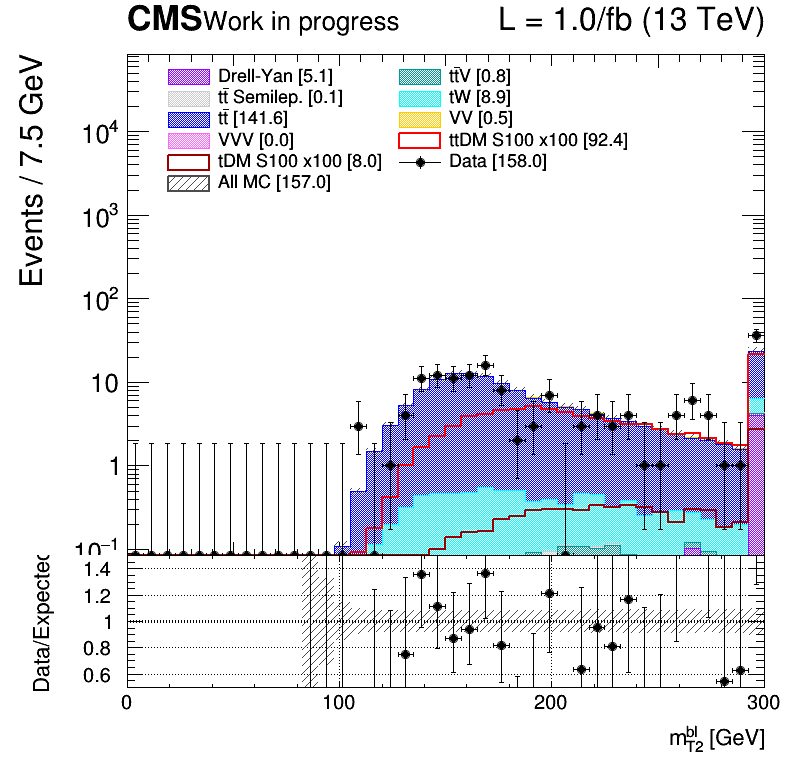 CMS Work in progress L = 1.0/fb (13 TeV)
Events / 7.5 GeV
Drell-Yan [5.1] tt̄V [0.8]
tt̄ Semilep. [0.1] tW [8.9]
tt̄ [141.6] VV [0.5]
VVV [0.0] ttDM S100 x100 [92.4]
tDM S100 x100 [8.0] Data [158.0]
All MC [157.0]
10⁴
10³
10²
10
1
10⁻¹
Data/Expected
1.4
1.2
1
0.8
0.6
0 100 200 300
m_T2^bl [GeV]